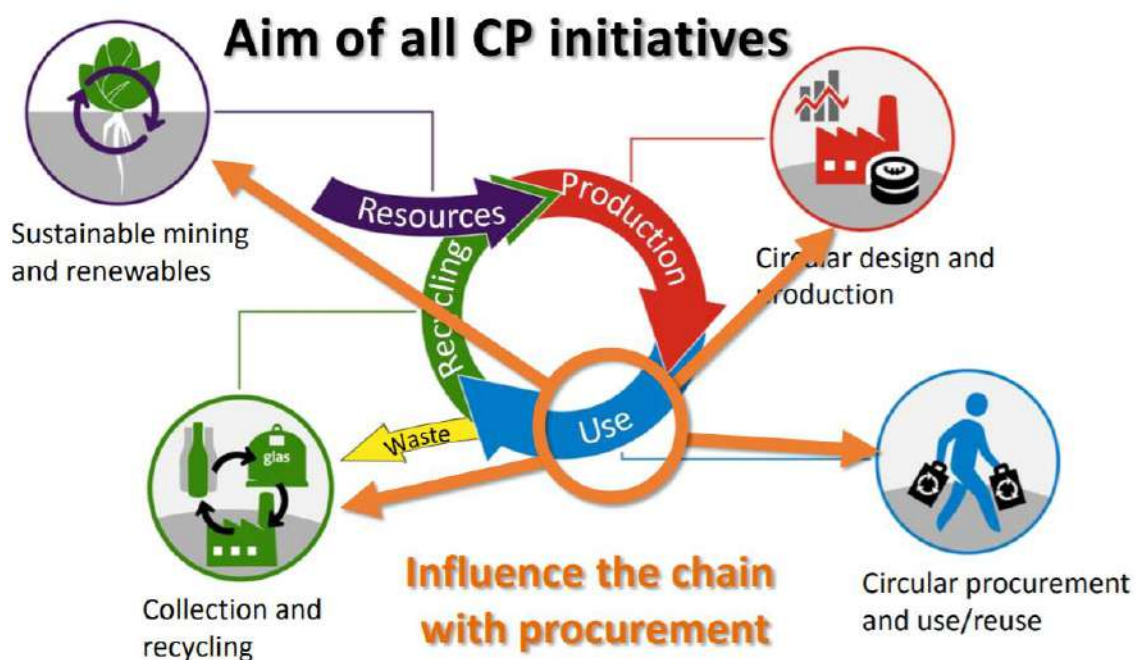 Aim of all CP initiatives
Resources
Production
Recycling
Use
Waste
glas
Sustainable mining
and renewables
Circular design and
production
Collection and
recycling
Circular procurement
and use/reuse
Influence the chain
with procurement